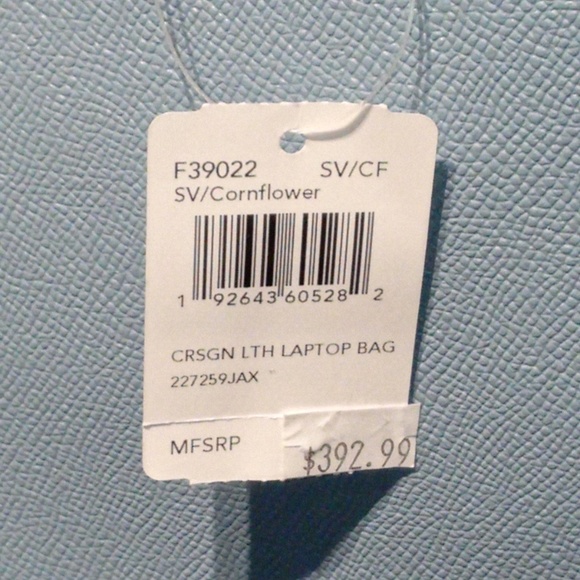 F39022 SV/CF
SV/Cornflower
1 92643 60528 2
CRSGN LTH LAPTOP BAG
227259JAX
MFSRP $392.99